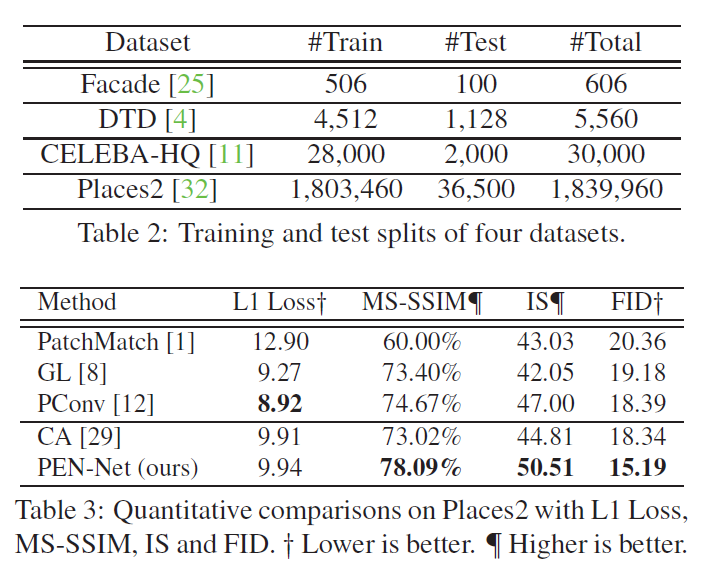 Dataset #Train #Test #Total
Facade [25] 506 100 606
DTD [4] 4,512 1,128 5,560
CELEBA-HQ [11] 28,000 2,000 30,000
Places2 [32] 1,803,460 36,500 1,839,960
Table 2: Training and test splits of four datasets.
Method L1 Loss† MS-SSIM¶ IS¶ FID†
PatchMatch [1] 12.90 60.00% 43.03 20.36
GL [8] 9.27 73.40% 42.05 19.18
PConv [12] 8.92 74.67% 47.00 18.39
CA [29] 9.91 73.02% 44.81 18.34
PEN-Net (ours) 9.94 78.09% 50.51 15.19
Table 3: Quantitative comparisons on Places2 with L1 Loss,
MS-SSIM, IS and FID. † Lower is better. ¶ Higher is better.